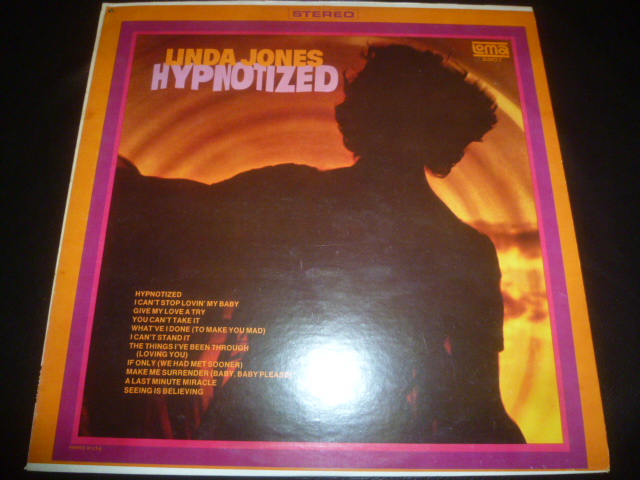 STEREO
LINDA JONES
HYPNOTIZED
Loma
HYPNOTIZED
I CAN'T STOP LOVIN' MY BABY
GIVE MY LOVE A TRY
YOU CAN'T TAKE IT
WHAT'VE I DONE (TO MAKE YOU MAD)
I CAN'T STAND IT
THE THINGS I'VE BEEN THROUGH
(LOVING YOU)
IF ONLY (WE HAD MET SOONER)
MAKE ME SURRENDER (BABY, BABY PLEASE)
A LAST MINUTE MIRACLE
SEEING IS BELIEVING